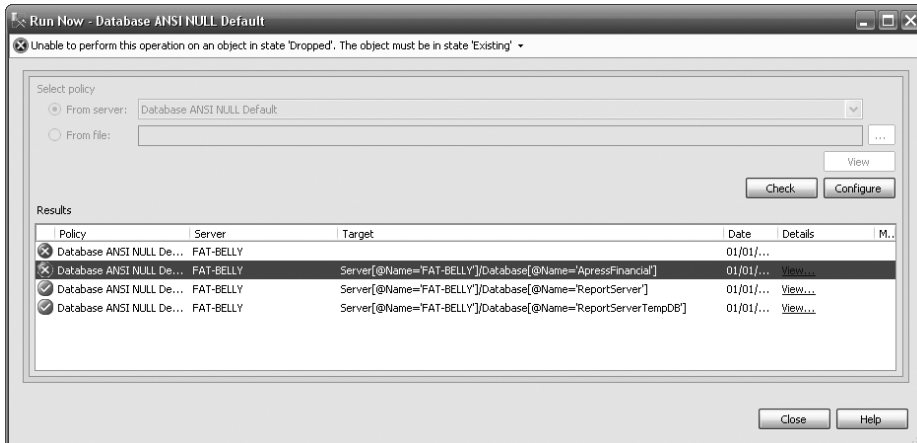 Run Now - Database ANSI NULL Default
Unable to perform this operation on an object in state 'Dropped'. The object must be in state 'Existing'
Select policy
From server: Database ANSI NULL Default
From file: ...
View
Check Configure
Results
Policy Server Target Date Details M..
Database ANSI NULL De... FAT-BELLY 01/01/...
Database ANSI NULL De... FAT-BELLY Server[@Name='FAT-BELLY']/Database[@Name='ApressFinancial'] 01/01/... View...
Database ANSI NULL De... FAT-BELLY Server[@Name='FAT-BELLY']/Database[@Name='ReportServer'] 01/01/... View...
Database ANSI NULL De... FAT-BELLY Server[@Name='FAT-BELLY']/Database[@Name='ReportServerTempDB'] 01/01/... View...
Close Help